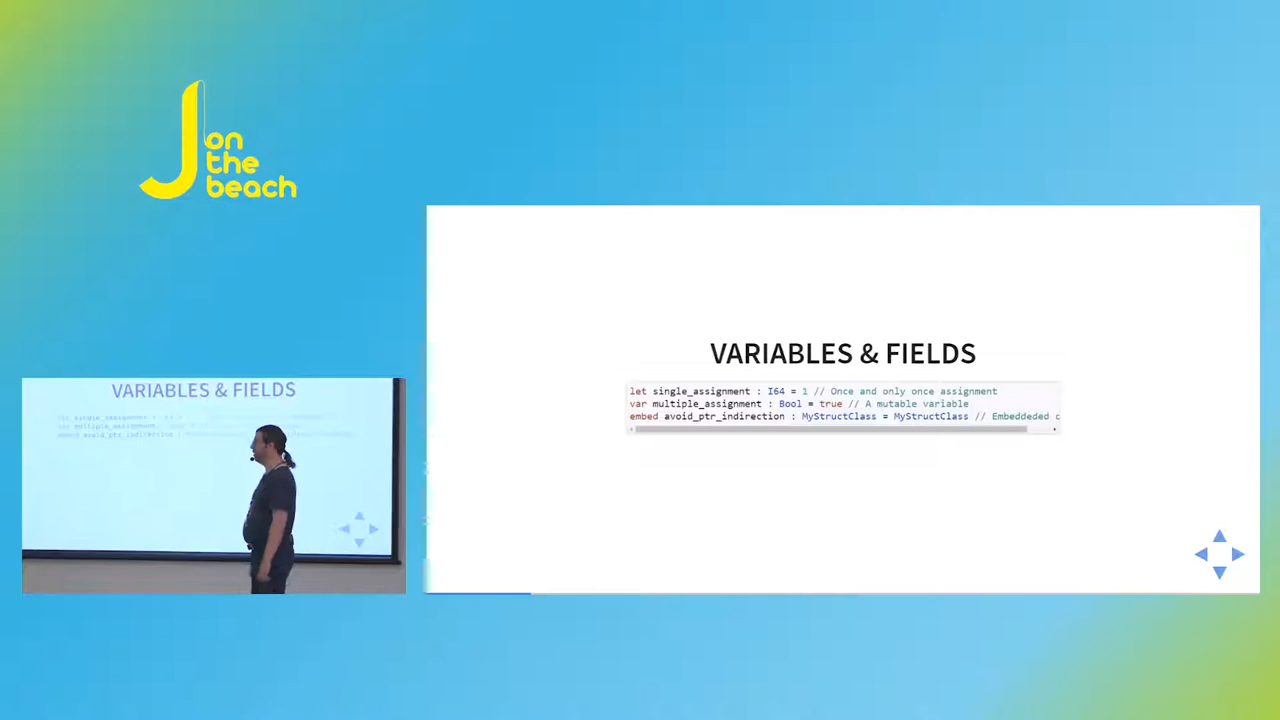 J on
the
beach
VARIABLES & FIELDS
let single_assignment : I64 = 1 // Once and only once assignment
var multiple_assignment : Bool = true // A mutable variable
embed avoid_ptr_indirection : MyStructClass = MyStructClass // Embeddeded c
VARIABLES & FIELDS